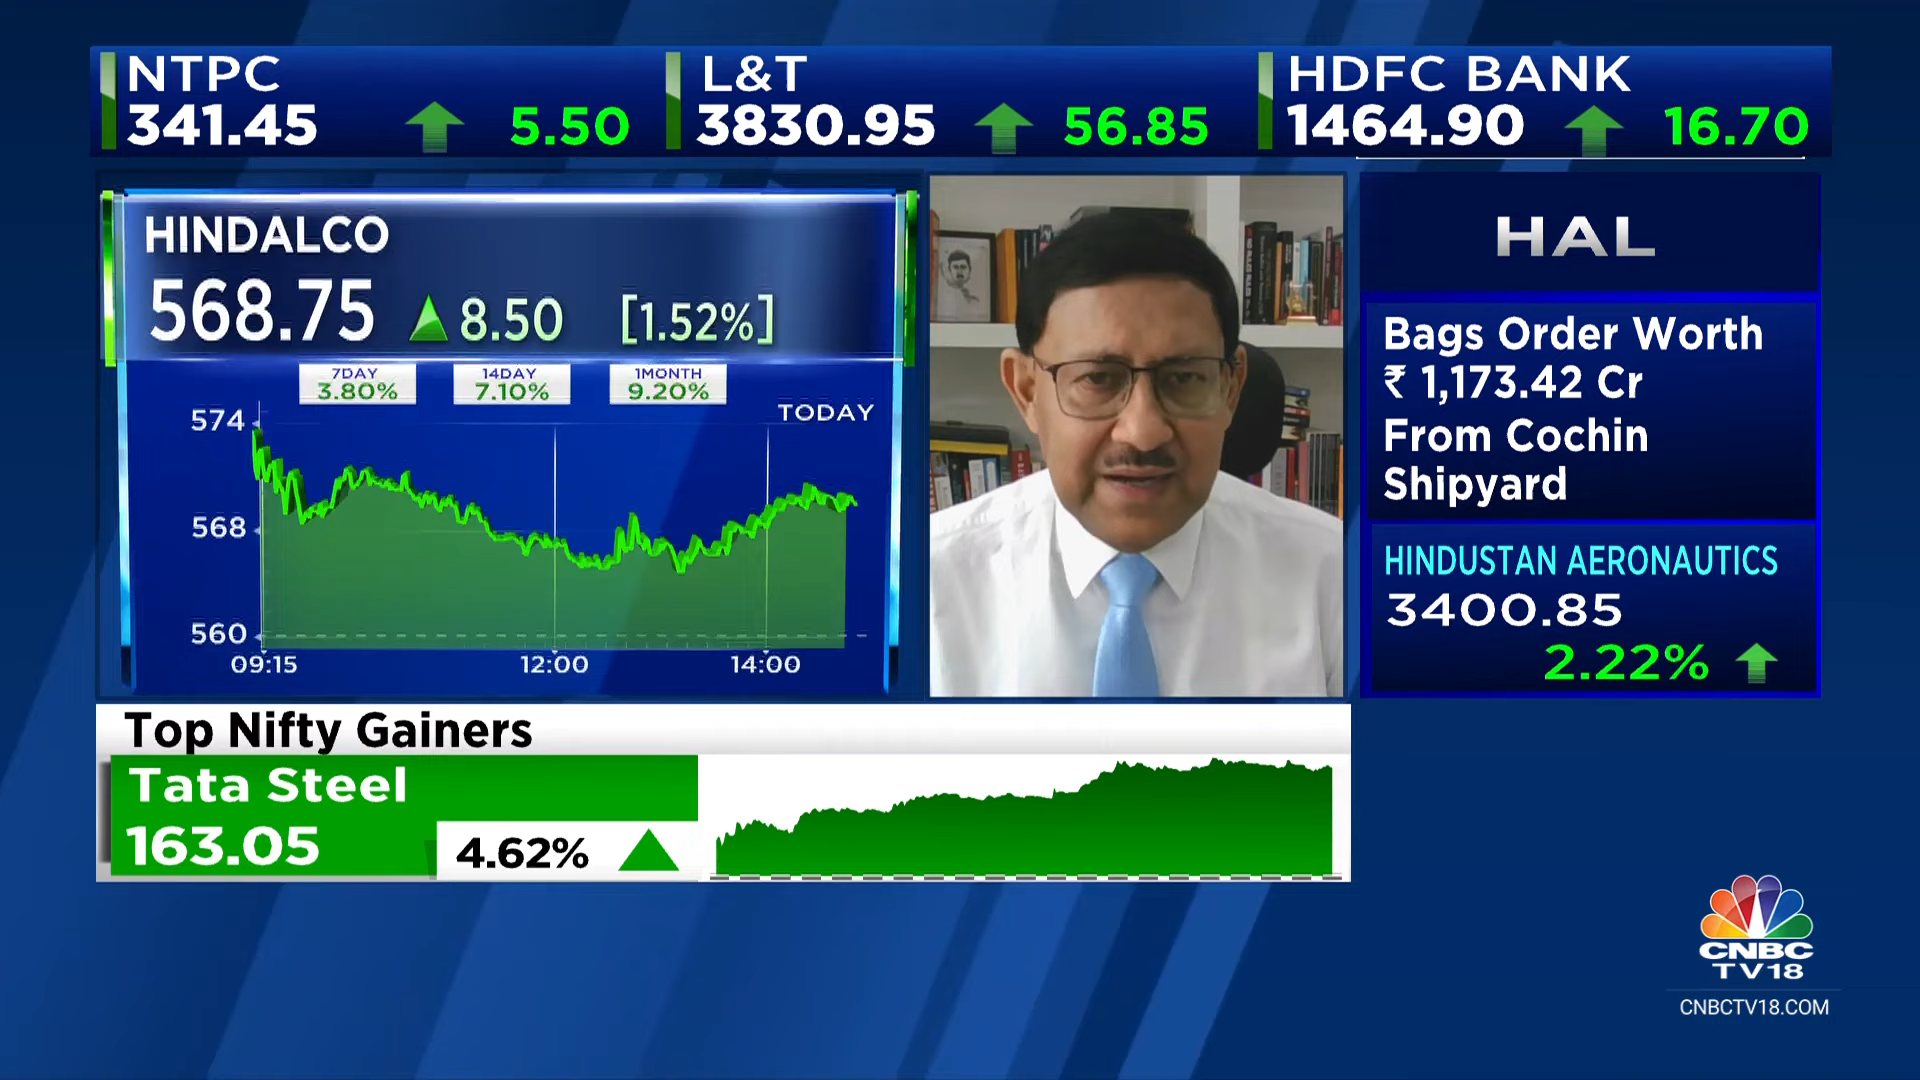 NTPC
341.45 5.50
L&T
3830.95 56.85
HDFC BANK
1464.90 16.70
HINDALCO
568.75 8.50 [1.52%]
7DAY
3.80%
14DAY
7.10%
1MONTH
9.20%
TODAY
574
568
560
09:15 12:00 14:00
HAL
Bags Order Worth
₹ 1,173.42 Cr
From Cochin
Shipyard
HINDUSTAN AERONAUTICS
3400.85
2.22%
Top Nifty Gainers
Tata Steel
163.05 4.62%
CNBC
TV18
CNBCTV18.COM